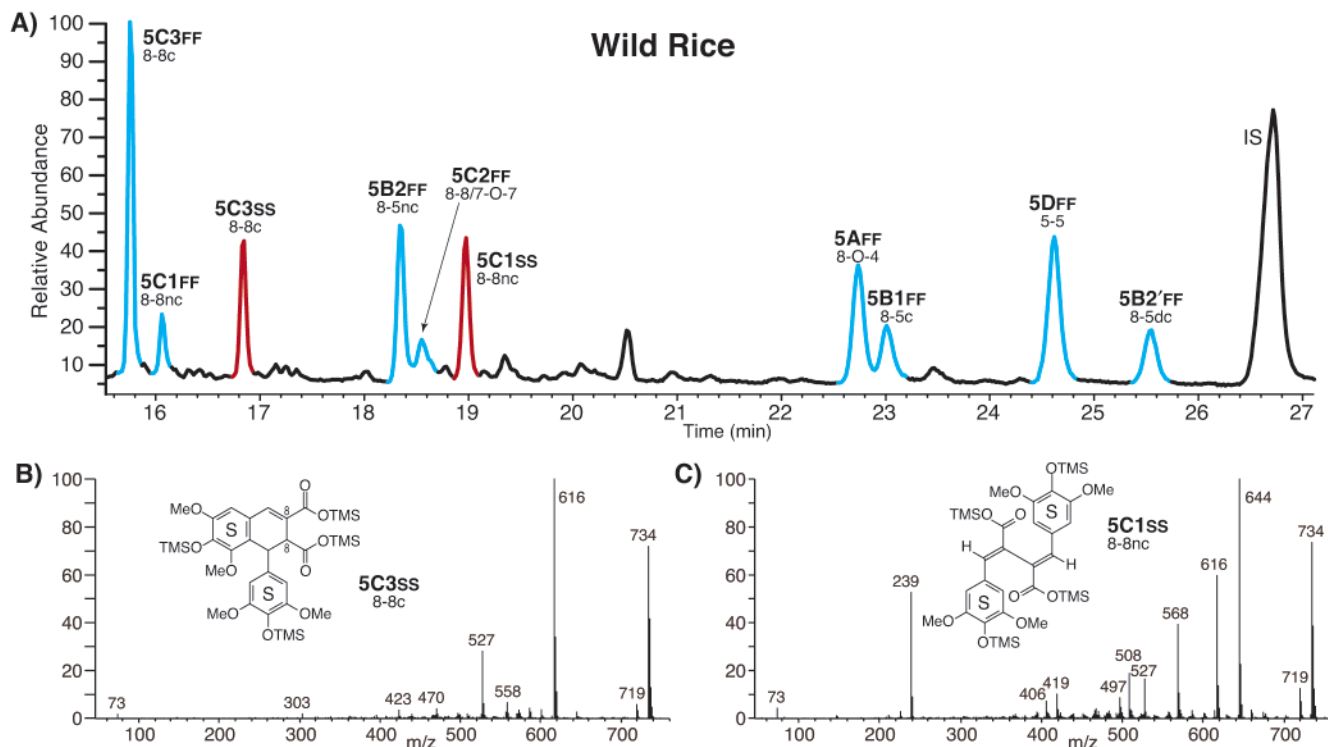 A)
Wild Rice
Relative Abundance
100
90
80
70
60
50
40
30
20
10
5C3FF
8-8c
5C1FF
8-8nc
5C3SS
8-8c
5B2FF
8-5nc
5C2FF
8-8/7-O-7
5C1SS
8-8nc
5AFF
8-O-4
5B1FF
8-5c
5DFF
5-5
5B2′FF
8-5dc
IS
16 17 18 19 20 21 22 23 24 25 26 27
Time (min)
B)
100
80
60
40
20
0
MeO
TMSO
MeO
S
8
8
O
OTMS
OTMS
O
S
MeO
OMe
OTMS
5C3SS
8-8c
73
303
423
470
527
558
616
719
734
100 200 300 400 500 600 700
m/z
C)
100
80
60
40
20
0
OTMS
MeO
OMe
S
TMSO
O
H
H
O
OTMS
S
MeO
OMe
OTMS
5C1SS
8-8nc
73
239
406
419
497
508
527
568
616
644
719
734
100 200 300 400 500 600 700
m/z